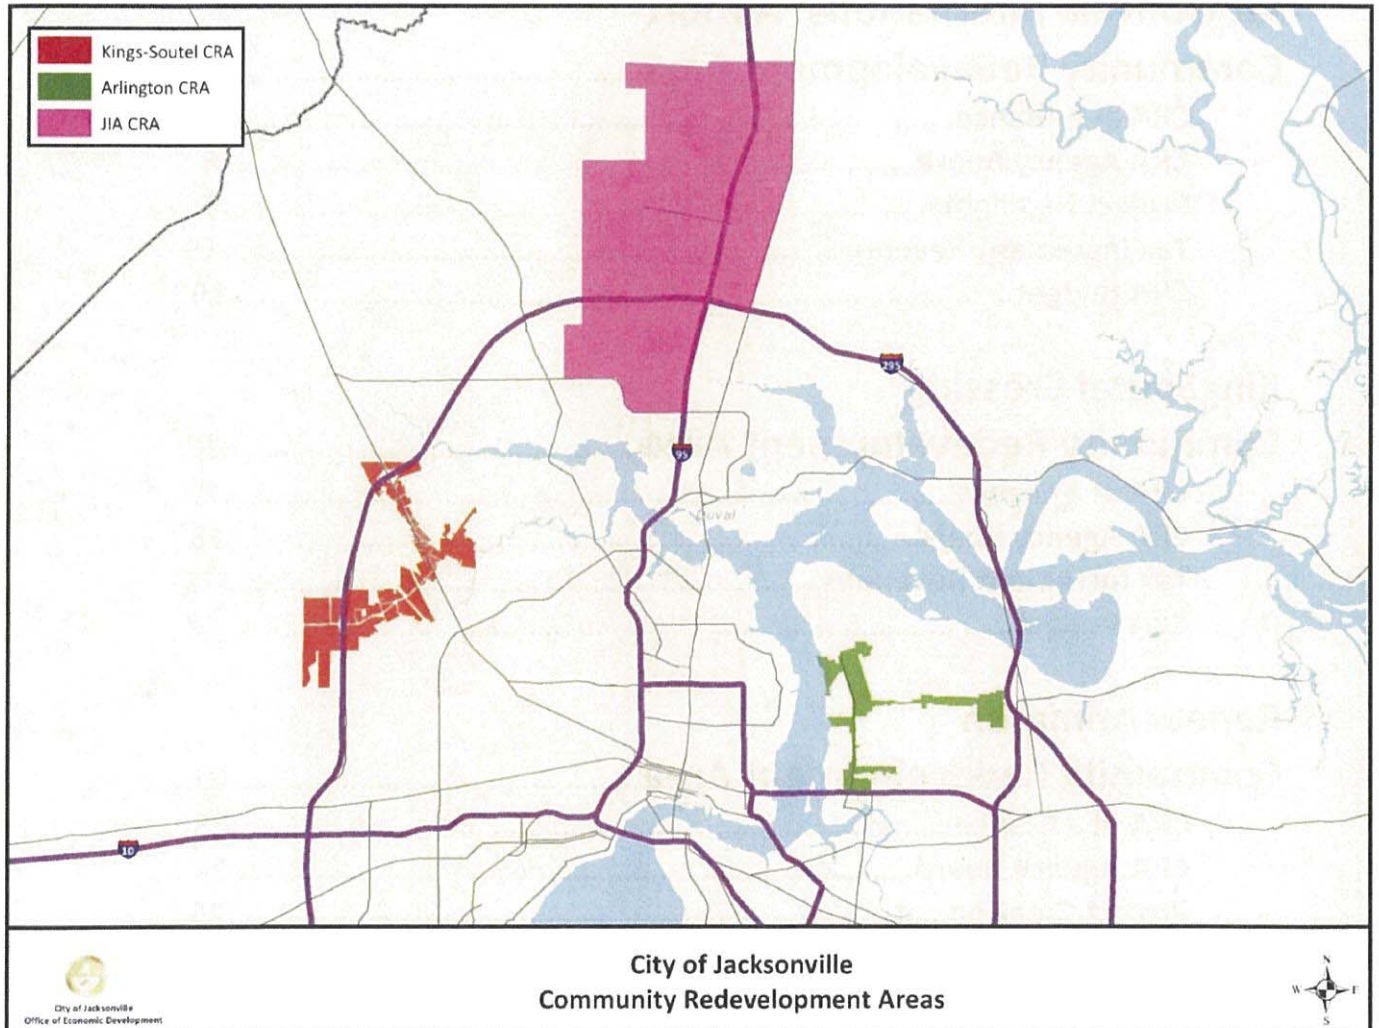 Kings-Soutel CRA
Arlington CRA
JIA CRA
295
95
Duval
10
City of Jacksonville
Community Redevelopment Areas
City of Jacksonville
Office of Economic Development
N
W E
S